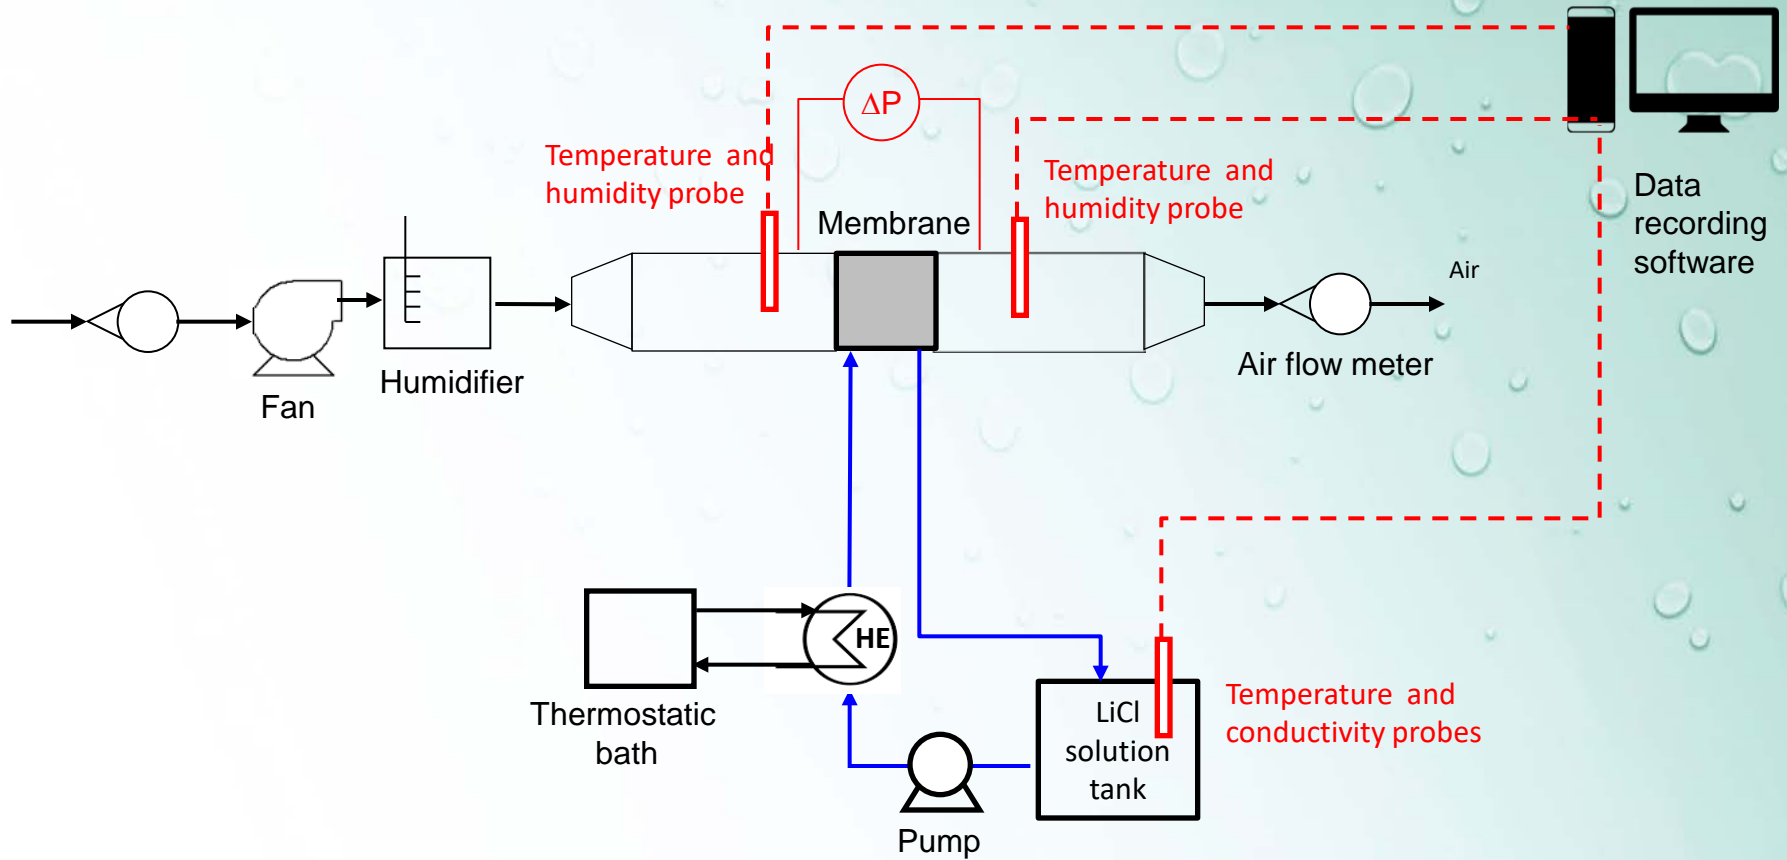 ΔP
Temperature and
humidity probe
Temperature and
humidity probe
Membrane
Data
recording
software
Air
Fan
Humidifier
Air flow meter
HE
Thermostatic
bath
LiCl
solution
tank
Temperature and
conductivity probes
Pump